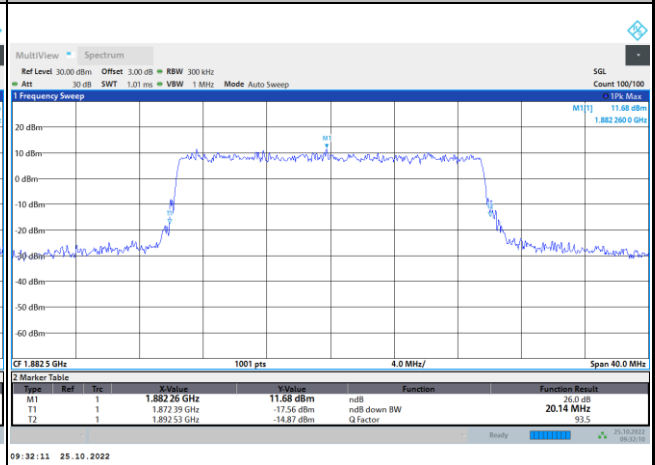 MultiView Spectrum
Ref Level 30.00 dBm Offset 3.00 dB RBW 300 kHz SGL
Att 30 dB SWT 1.01 ms VBW 1 MHz Mode Auto Sweep Count 100/100
1 Frequency Sweep 1Pk Max
M1[1] 11.68 dBm
1.882 260 0 GHz
20 dBm
M1
10 dBm
0 dBm
-10 dBm
-20 dBm
-30 dBm
-40 dBm
-50 dBm
-60 dBm
CF 1.882 5 GHz 1001 pts 4.0 MHz/ Span 40.0 MHz
2 Marker Table
Type Ref Trc X-Value Y-Value Function Function Result
M1 1 1.882 26 GHz 11.68 dBm ndB 26.0 dB
T1 1 1.872 39 GHz -17.56 dBm ndB down BW 20.14 MHz
T2 1 1.892 53 GHz -14.87 dBm Q Factor 93.5
Ready 25.10.2022
09:32:10
09:32:11 25.10.2022